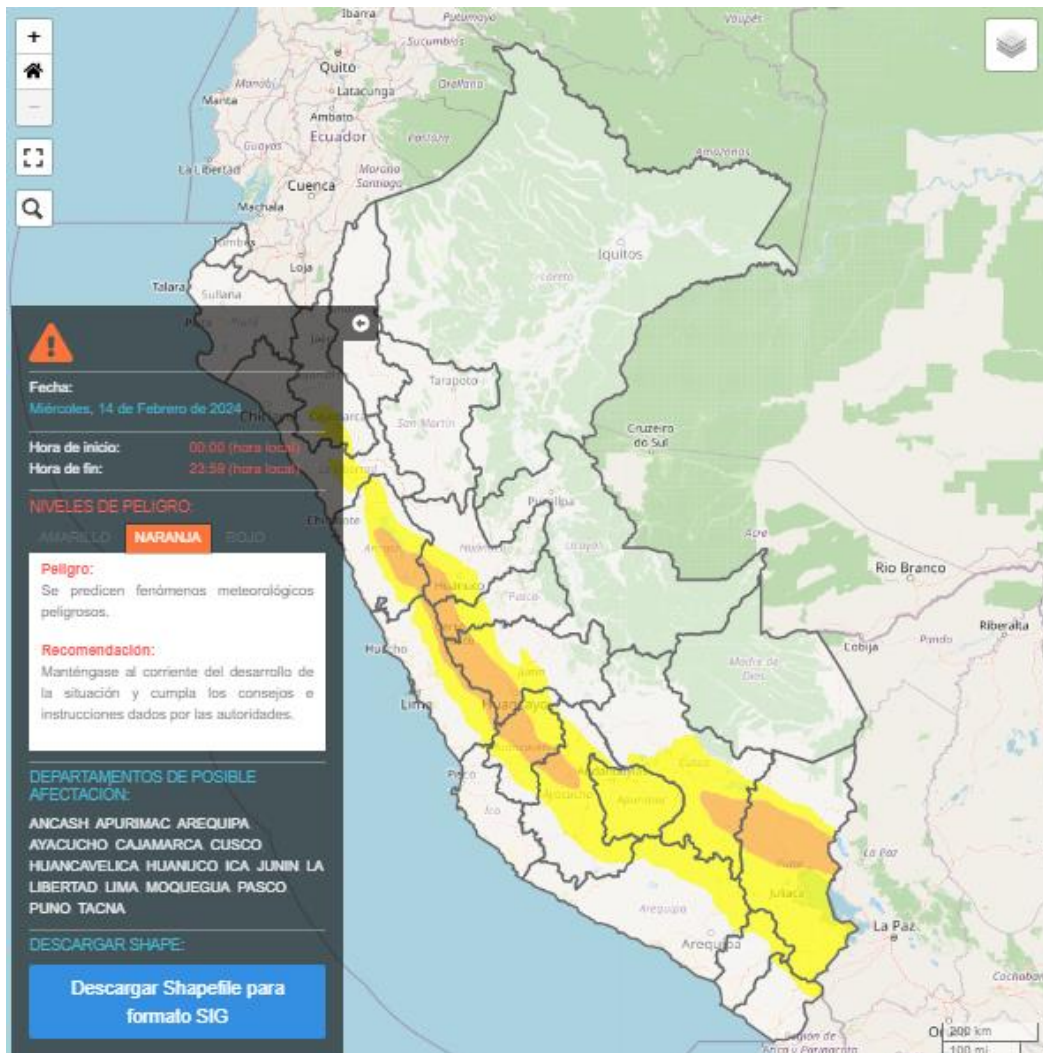 +
−
Fecha:
Miércoles, 14 de Febrero de 2024
Hora de inicio: 00:00 (hora local)
Hora de fin: 23:59 (hora local)
NIVELES DE PELIGRO:
AMARILLO NARANJA ROJO
Peligro:
Se predicen fenómenos meteorológicos
peligrosos.
Recomendación:
Manténgase al corriente del desarrollo de
la situación y cumpla los consejos e
instrucciones dados por las autoridades.
DEPARTAMENTOS DE POSIBLE
AFECTACIÓN:
ANCASH APURIMAC AREQUIPA
AYACUCHO CAJAMARCA CUSCO
HUANCAVELICA HUANUCO ICA JUNIN LA
LIBERTAD LIMA MOQUEGUA PASCO
PUNO TACNA
DESCARGAR SHAPE:
Descargar Shapefile para
formato SIG
Ibarra
Putumayo
Vaupés
Sucumbíos
Quito
Manabí
Latacunga
Orellana
Manta
Ambato
Ecuador
Pastaza
Guayas
Amazonas
La Libertad
Morona
Santiago
Cuenca
Machala
Tumbes
Loja
Iquitos
Loreto
Talara
Sullana
Tarapoto
San Martín
Cruzeiro
do Sul
Pucallpa
Ucayali
Acre
Rio Branco
Huánuco
Pasco
Riberalta
Pando
Cobija
Huacho
Junín
Madre de
Dios
Lima
Huancayo
Pisco
Ica
Andahuaylas
Ayacucho
Apurímac
Cusco
Puno
Juliaca
La Paz
La Paz
Arequipa
Arequipa
200 km
100 mi